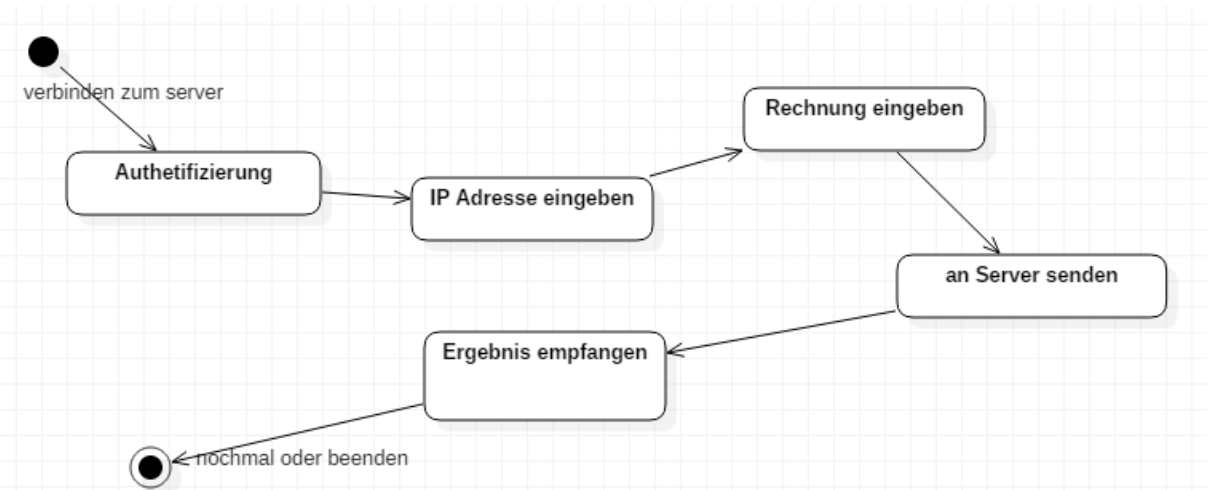 verbinden zum server
Authetifizierung
IP Adresse eingeben
Rechnung eingeben
an Server senden
Ergebnis empfangen
nochmal oder beenden